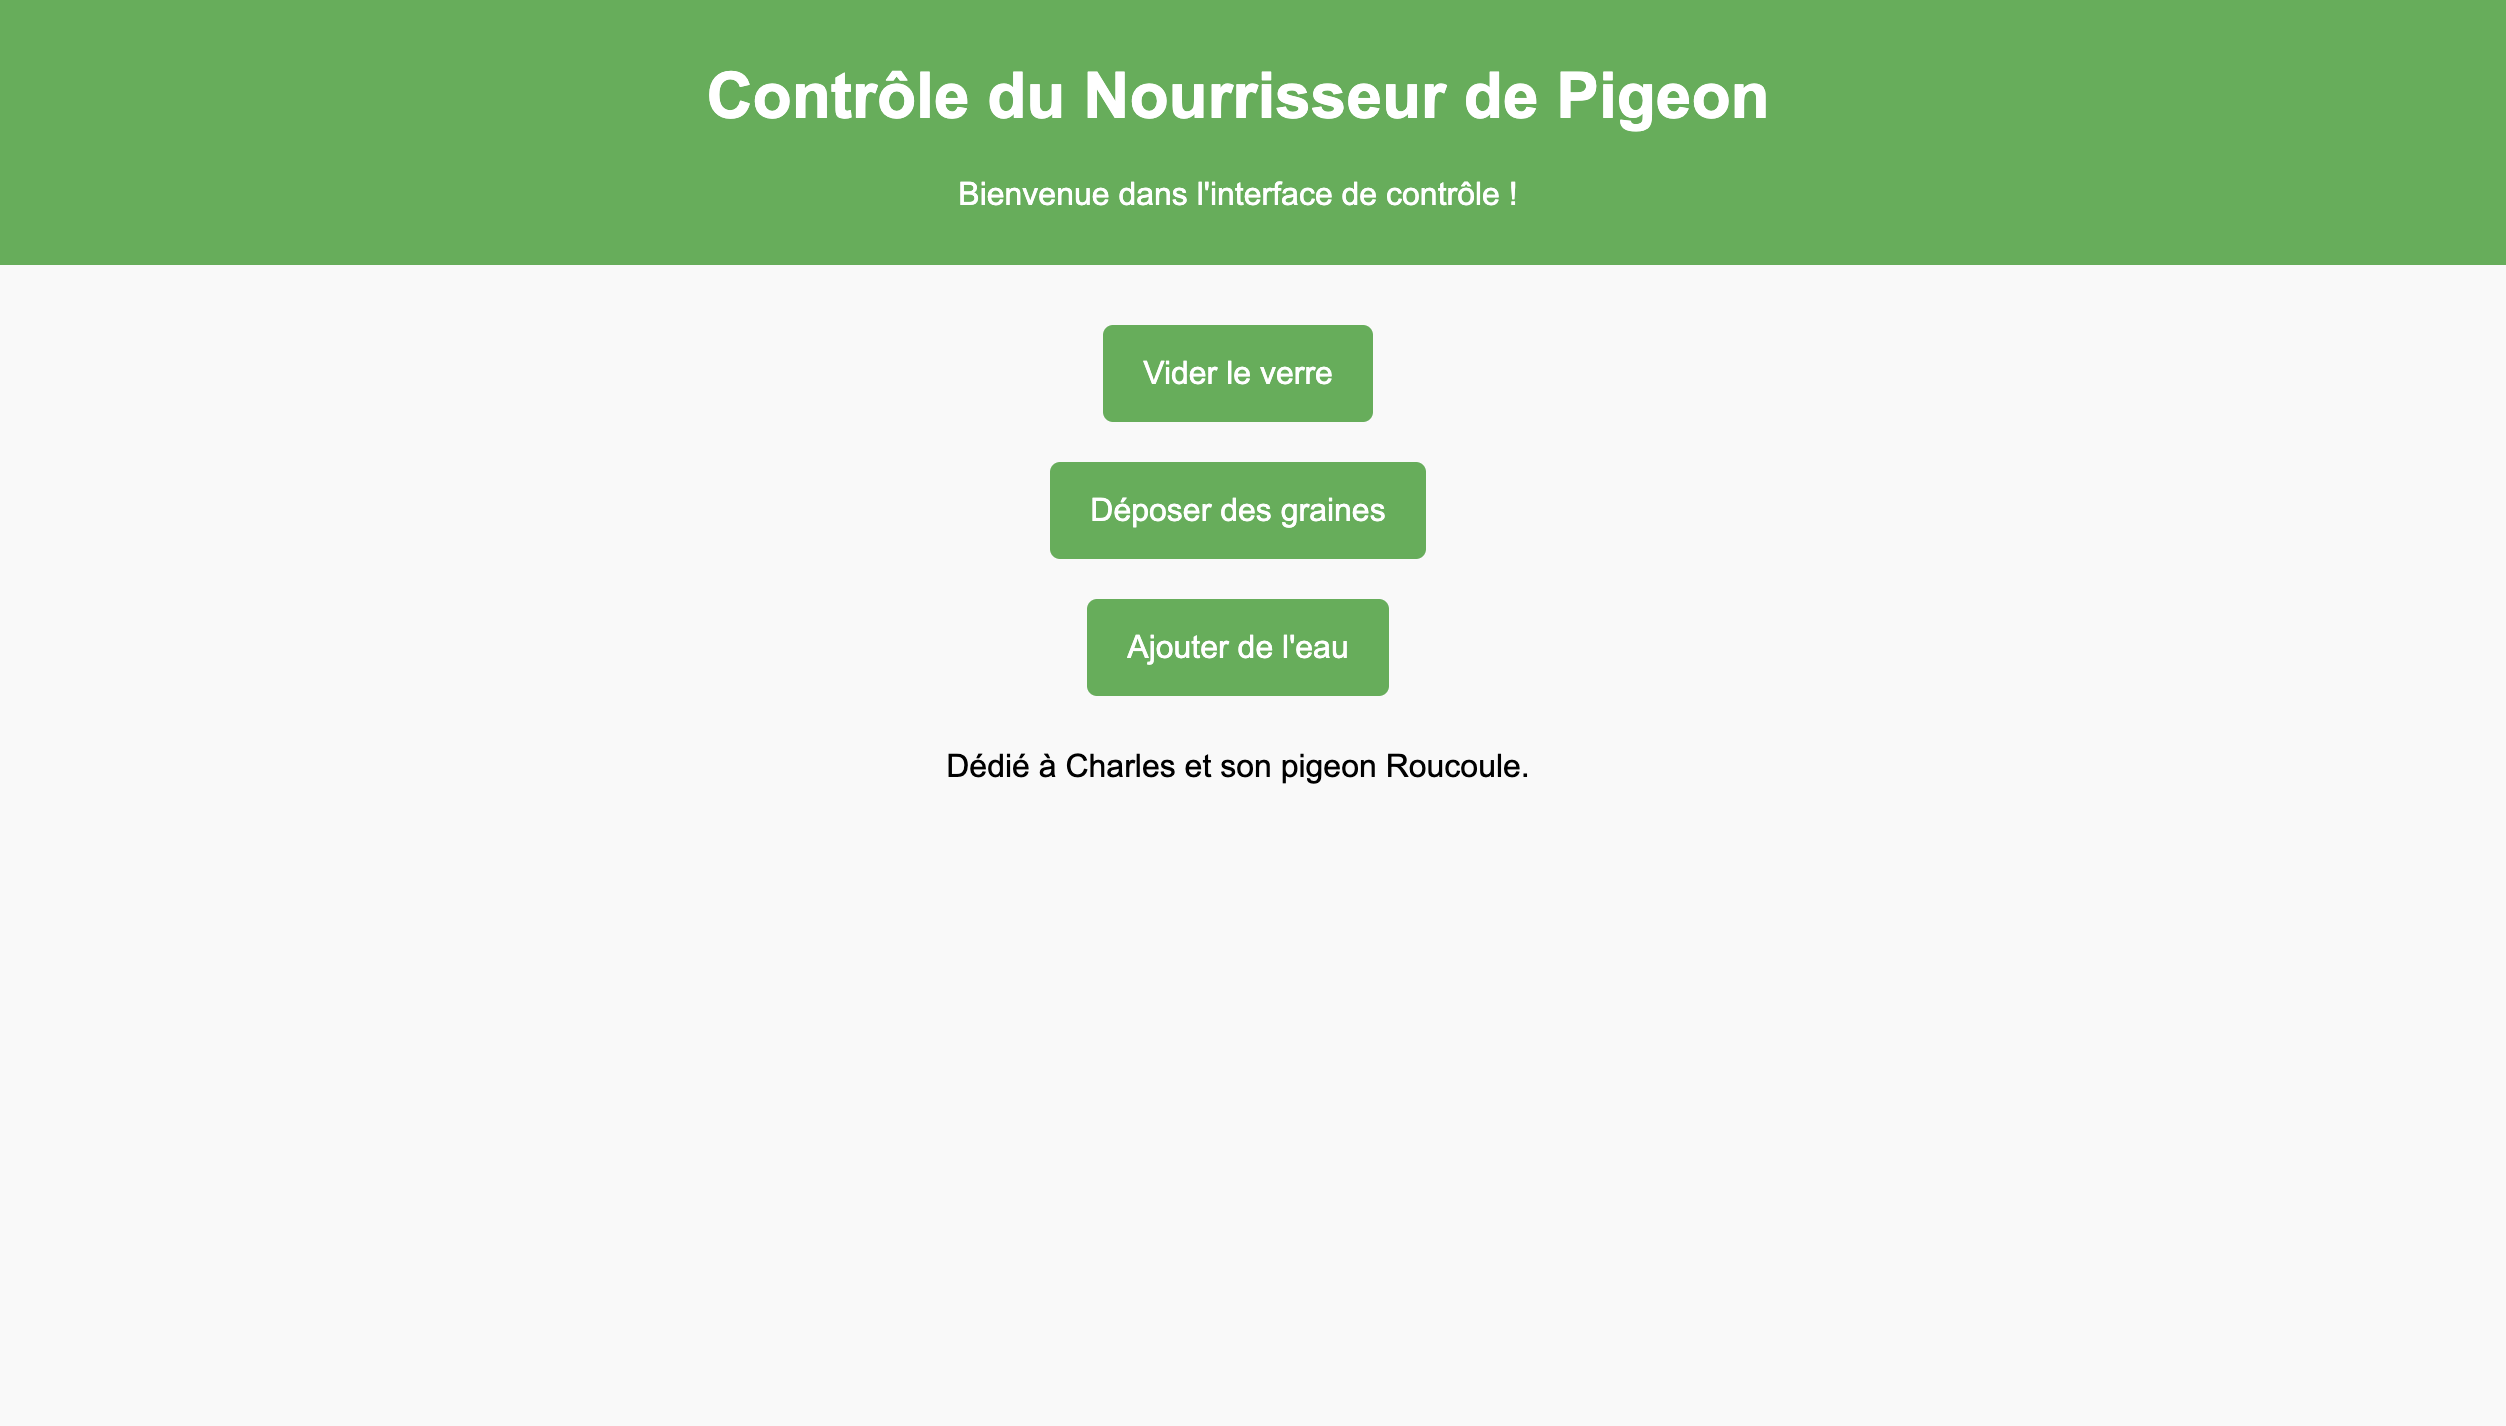 Contrôle du Nourrisseur de Pigeon
Bienvenue dans l'interface de contrôle !
Vider le verre
Déposer des graines
Ajouter de l'eau
Dédié à Charles et son pigeon Roucoule.